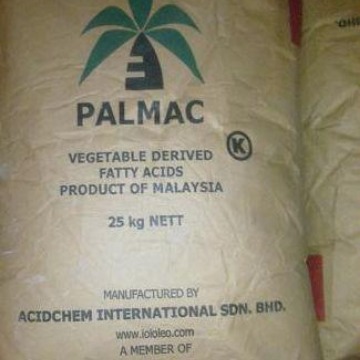 PALMAC
K
VEGETABLE DERIVED
FATTY ACIDS
PRODUCT OF MALAYSIA
25 kg NETT
MANUFACTURED BY
ACIDCHEM INTERNATIONAL SDN. BHD.
www.iololeo.com
A MEMBER OF